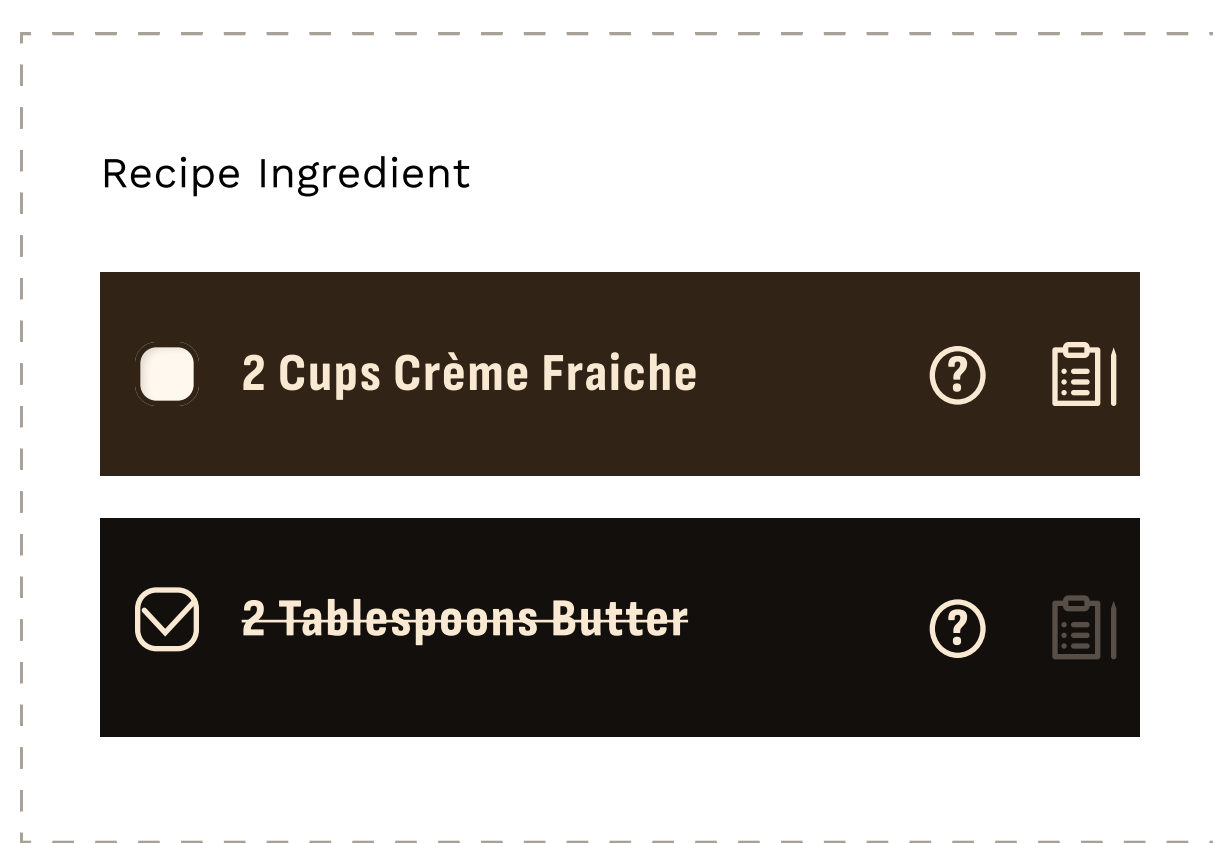 Recipe Ingredient
2 Cups Crème Fraiche
?
2 Tablespoons Butter
?